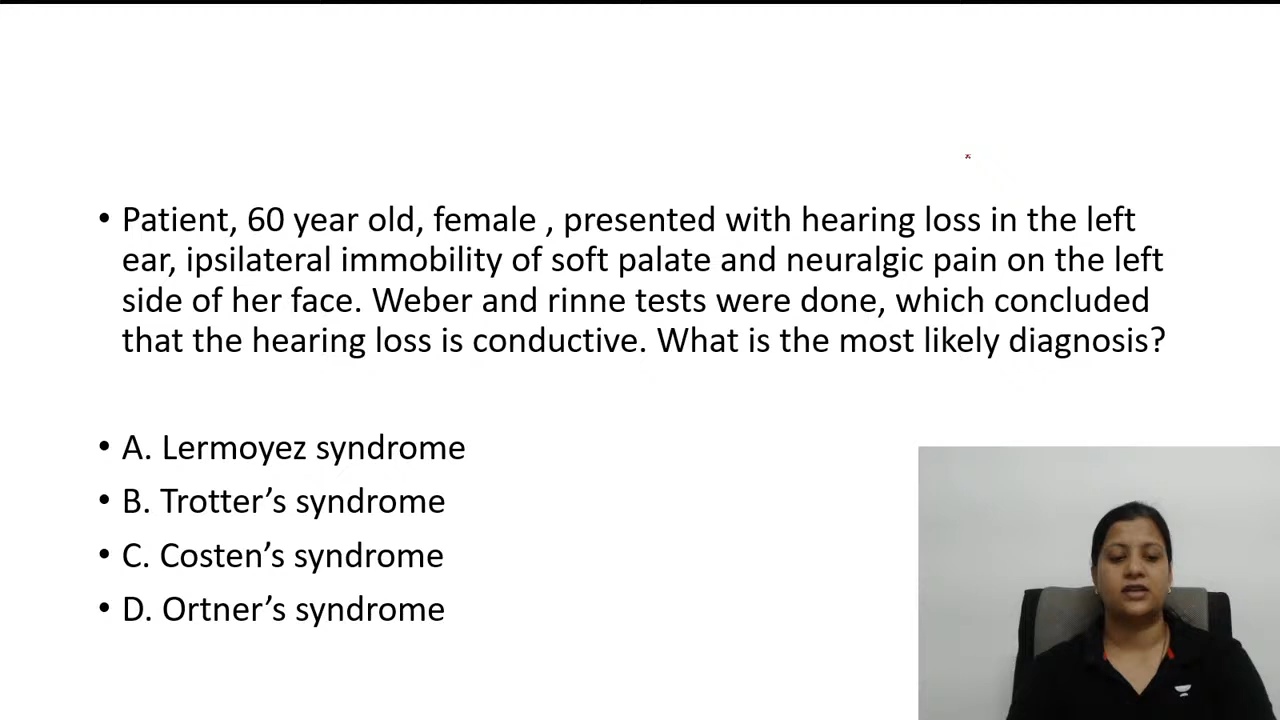 • Patient, 60 year old, female , presented with hearing loss in the left
ear, ipsilateral immobility of soft palate and neuralgic pain on the left
side of her face. Weber and rinne tests were done, which concluded
that the hearing loss is conductive. What is the most likely diagnosis?
• A. Lermoyez syndrome
• B. Trotter’s syndrome
• C. Costen’s syndrome
• D. Ortner’s syndrome